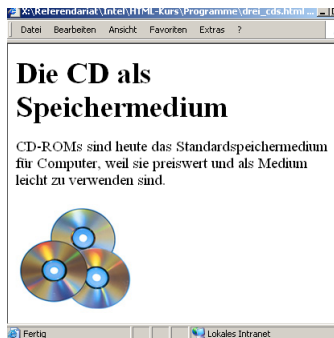 X:\Referendariat\Intel\HTML-Kurs\Programme\drei_cds.html ...
Datei Bearbeiten Ansicht Favoriten Extras ?
Die CD als
Speichermedium
CD-ROMs sind heute das Standardspeichermedium
für Computer, weil sie preiswert und als Medium
leicht zu verwenden sind.
Fertig Lokales Intranet